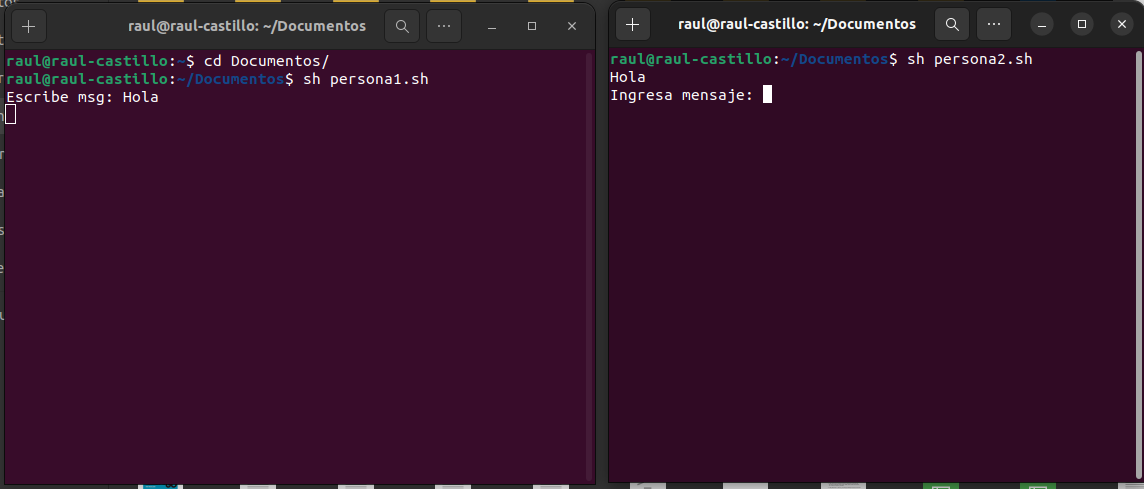 raul@raul-castillo: ~/Documentos
raul@raul-castillo:~$ cd Documentos/
raul@raul-castillo:~/Documentos$ sh persona1.sh
Escribe msg: Hola
raul@raul-castillo: ~/Documentos
raul@raul-castillo:~/Documentos$ sh persona2.sh
Hola
Ingresa mensaje: